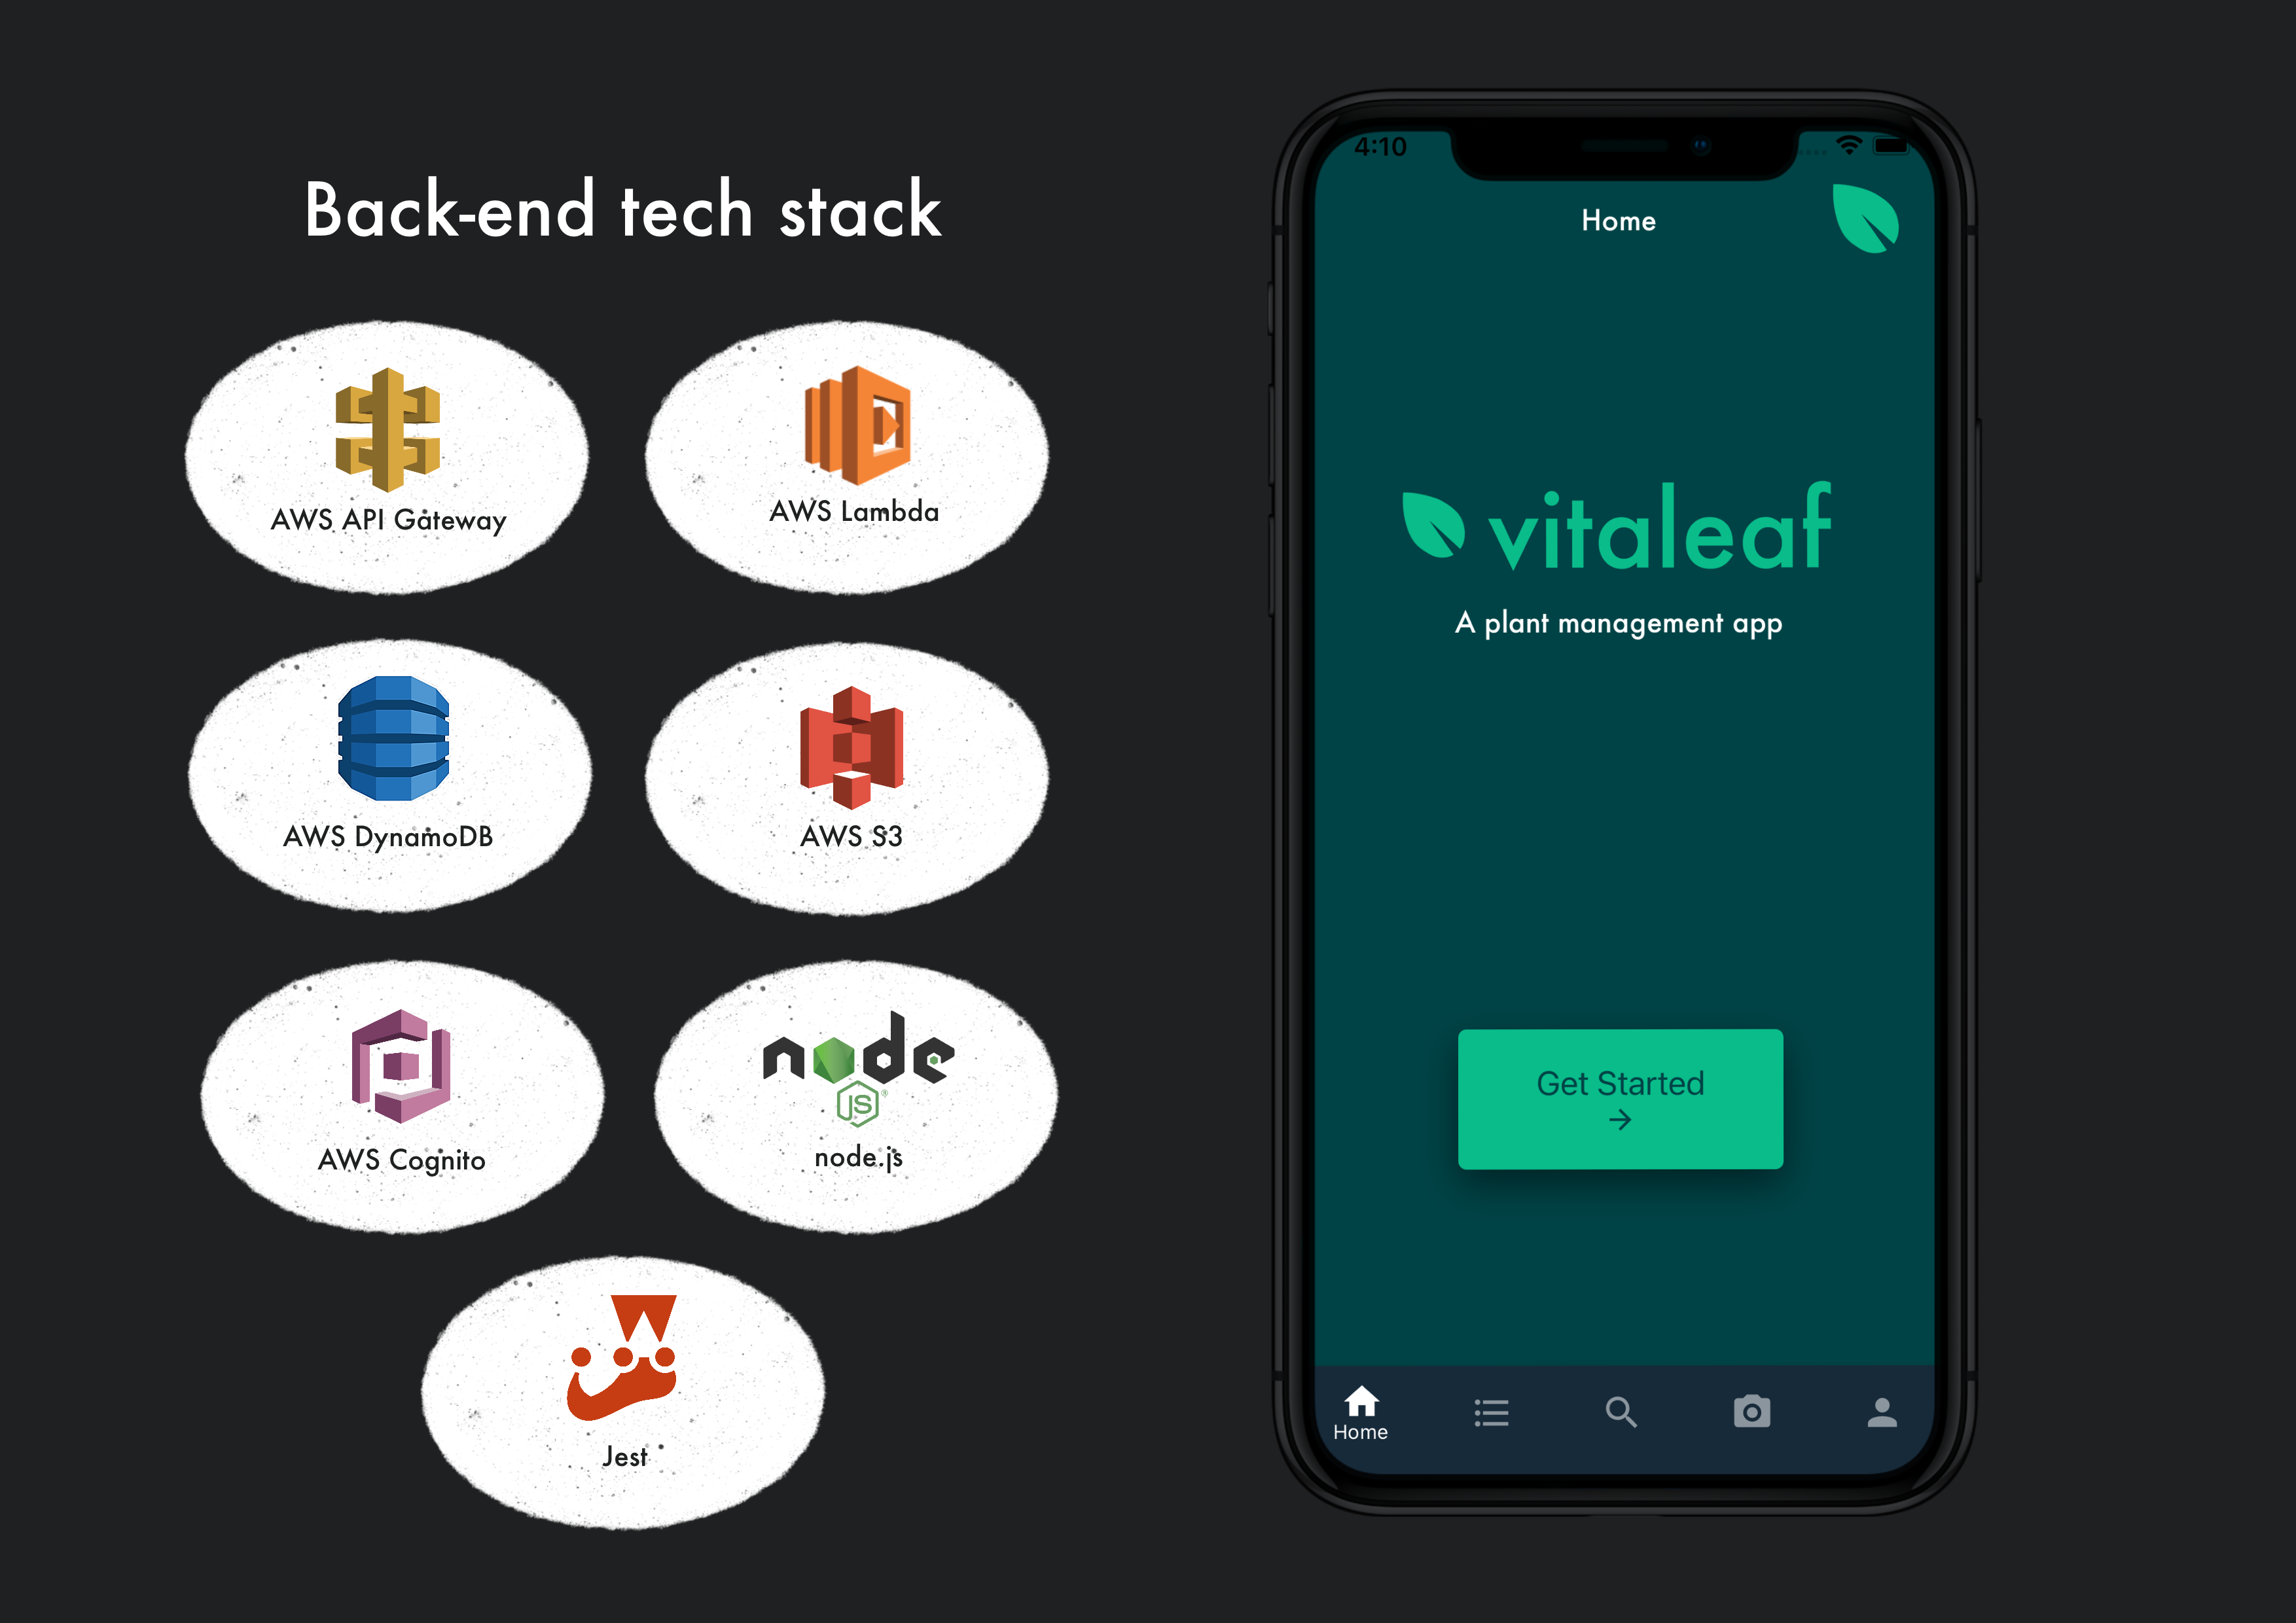 Back-end tech stack
AWS API Gateway
AWS Lambda
AWS DynamoDB
AWS S3
AWS Cognito
node
JS
®
node.js
Jest
4:10
Home
vitaleaf
A plant management app
Get Started
→
Home